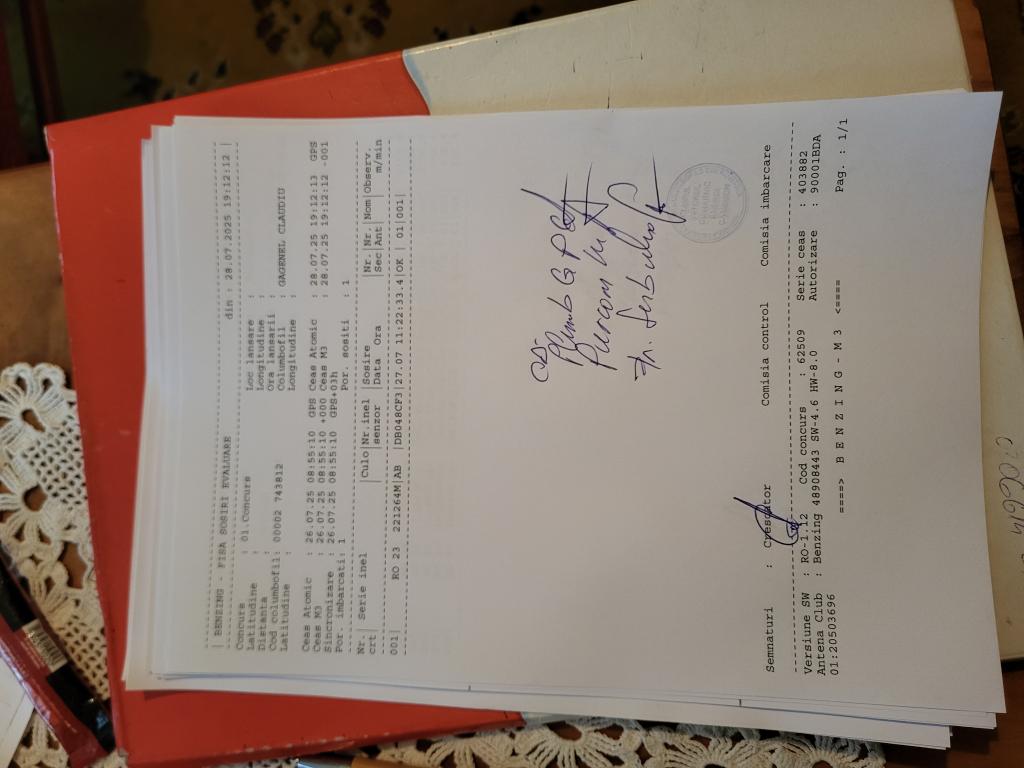 | BENZING - FISA SOSIRI EVALUARE din : 28.07.2025 19:12:12 |
Concurs : 01.Concurs Loc lansare :
Latitudine : Longitudine :
Distanta : Ora lansarii :
Cod columbofil: 00002 743812 Columbofil : GAGENEL CLAUDIU
Latitudine : Longitudine :
Ceas Atomic : 26.07.25 08:55:10 GPS Ceas Atomic : 28.07.25 19:12:13 GPS
Ceas M3 : 26.07.25 08:55:10 +000 Ceas M3 : 28.07.25 19:12:12 -001
Sincronizare : 26.07.25 08:55:10 GPS+03h
Por. imbarcati: 1 Por. sositi : 1
Nr.| Serie inel |Culo|Nr.inel |Sosire Nr.|Nr.|Nom|Observ.
crt| senzor |Data Ora Sec|Ant| m/min
001| RO 23 221264M|AB |DB048CF3|27.07 11:22:33.4|OK | 01|001|
GPS
Semnaturi : Crescator Comisia control Comisia imbarcare
Versiune SW : RO-1.12 Cod concurs : 62509 Serie ceas : 403882
Antena Club : Benzing 48908443 SW-4.6 HW-8.0 Autorizare : 90001BDA
01:20503696
====> B E N Z I N G - M 3 <==== Pag. : 1/1